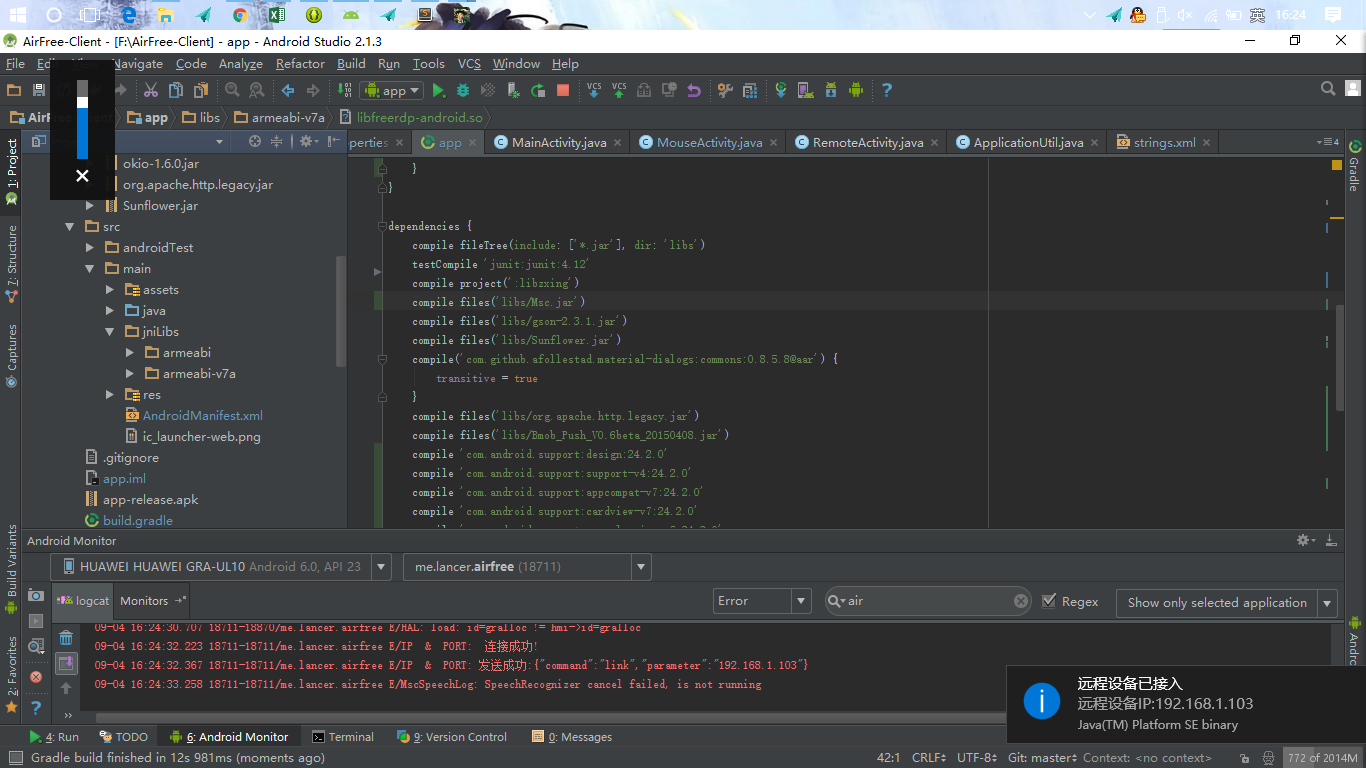 英 16:24
AirFree-Client - [F:\AirFree-Client] - app - Android Studio 2.1.3
File Navigate Code Analyze Refactor Build Run Tools VCS Window Help
app VCS VCS
app libs armeabi-v7a libfreerdp-android.so
perties app MainActivity.java MouseActivity.java RemoteActivity.java ApplicationUtil.java strings.xml
1: Project
7: Structure
Captures
Build Variants
2: Favorites
Gradle
okio-1.6.0.jar
org.apache.http.legacy.jar
Sunflower.jar
src
androidTest
main
assets
java
jniLibs
armeabi
armeabi-v7a
res
AndroidManifest.xml
ic_launcher-web.png
.gitignore
app.iml
app-release.apk
build.gradle
}
}
dependencies {
compile fileTree(include: ['*.jar'], dir: 'libs')
testCompile 'junit:junit:4.12'
compile project(':libzxing')
compile files('libs/Msc.jar')
compile files('libs/gson-2.3.1.jar')
compile files('libs/Sunflower.jar')
compile('com.github.afollestad.material-dialogs:commons:0.8.5.8@aar') {
transitive = true
}
compile files('libs/org.apache.http.legacy.jar')
compile files('libs/Bmob_Push_V0.6beta_20150408.jar')
compile 'com.android.support:design:24.2.0'
compile 'com.android.support:support-v4:24.2.0'
compile 'com.android.support:appcompat-v7:24.2.0'
compile 'com.android.support:cardview-v7:24.2.0'
Android Monitor
HUAWEI HUAWEI GRA-UL10 Android 6.0, API 23 me.lancer.airfree (18711)
logcat Monitors Error air Regex Show only selected application
09-04 16:24:30.707 18711-18870/me.lancer.airfree E/HAL: load: id=gralloc != hmi->id=gralloc
09-04 16:24:32.223 18711-18711/me.lancer.airfree E/IP & PORT: 连接成功!
09-04 16:24:32.367 18711-18711/me.lancer.airfree E/IP & PORT: 发送成功:{"command":"link","parameter":"192.168.1.103"}
09-04 16:24:33.258 18711-18711/me.lancer.airfree E/MscSpeechLog: SpeechRecognizer cancel failed, is not running
远程设备已接入
远程设备IP:192.168.1.103
Java(TM) Platform SE binary
4: Run TODO 6: Android Monitor Terminal 9: Version Control 0: Messages
Gradle build finished in 12s 981ms (moments ago) 42:1 CRLF UTF-8 Git: master Context: <no context> 772 of 2014M